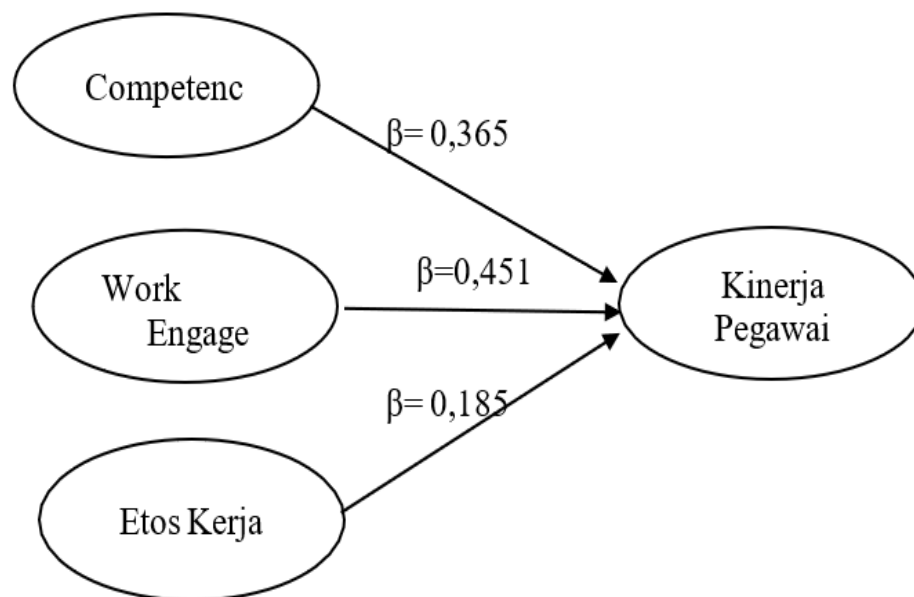 Competenc
β= 0,365
Work
Engage
β=0,451
Kinerja
Pegawai
β= 0,185
Etos Kerja